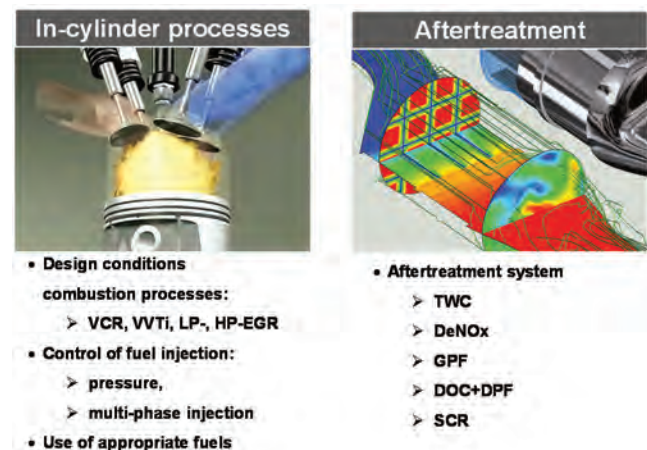 In-cylinder processes
• Design conditions
combustion processes:
➢ VCR, VVTi, LP-, HP-EGR
• Control of fuel injection:
➢ pressure,
➢ multi-phase injection
• Use of appropriate fuels
Aftertreatment
• Aftertreatment system
➢ TWC
➢ DeNOx
➢ GPF
➢ DOC+DPF
➢ SCR